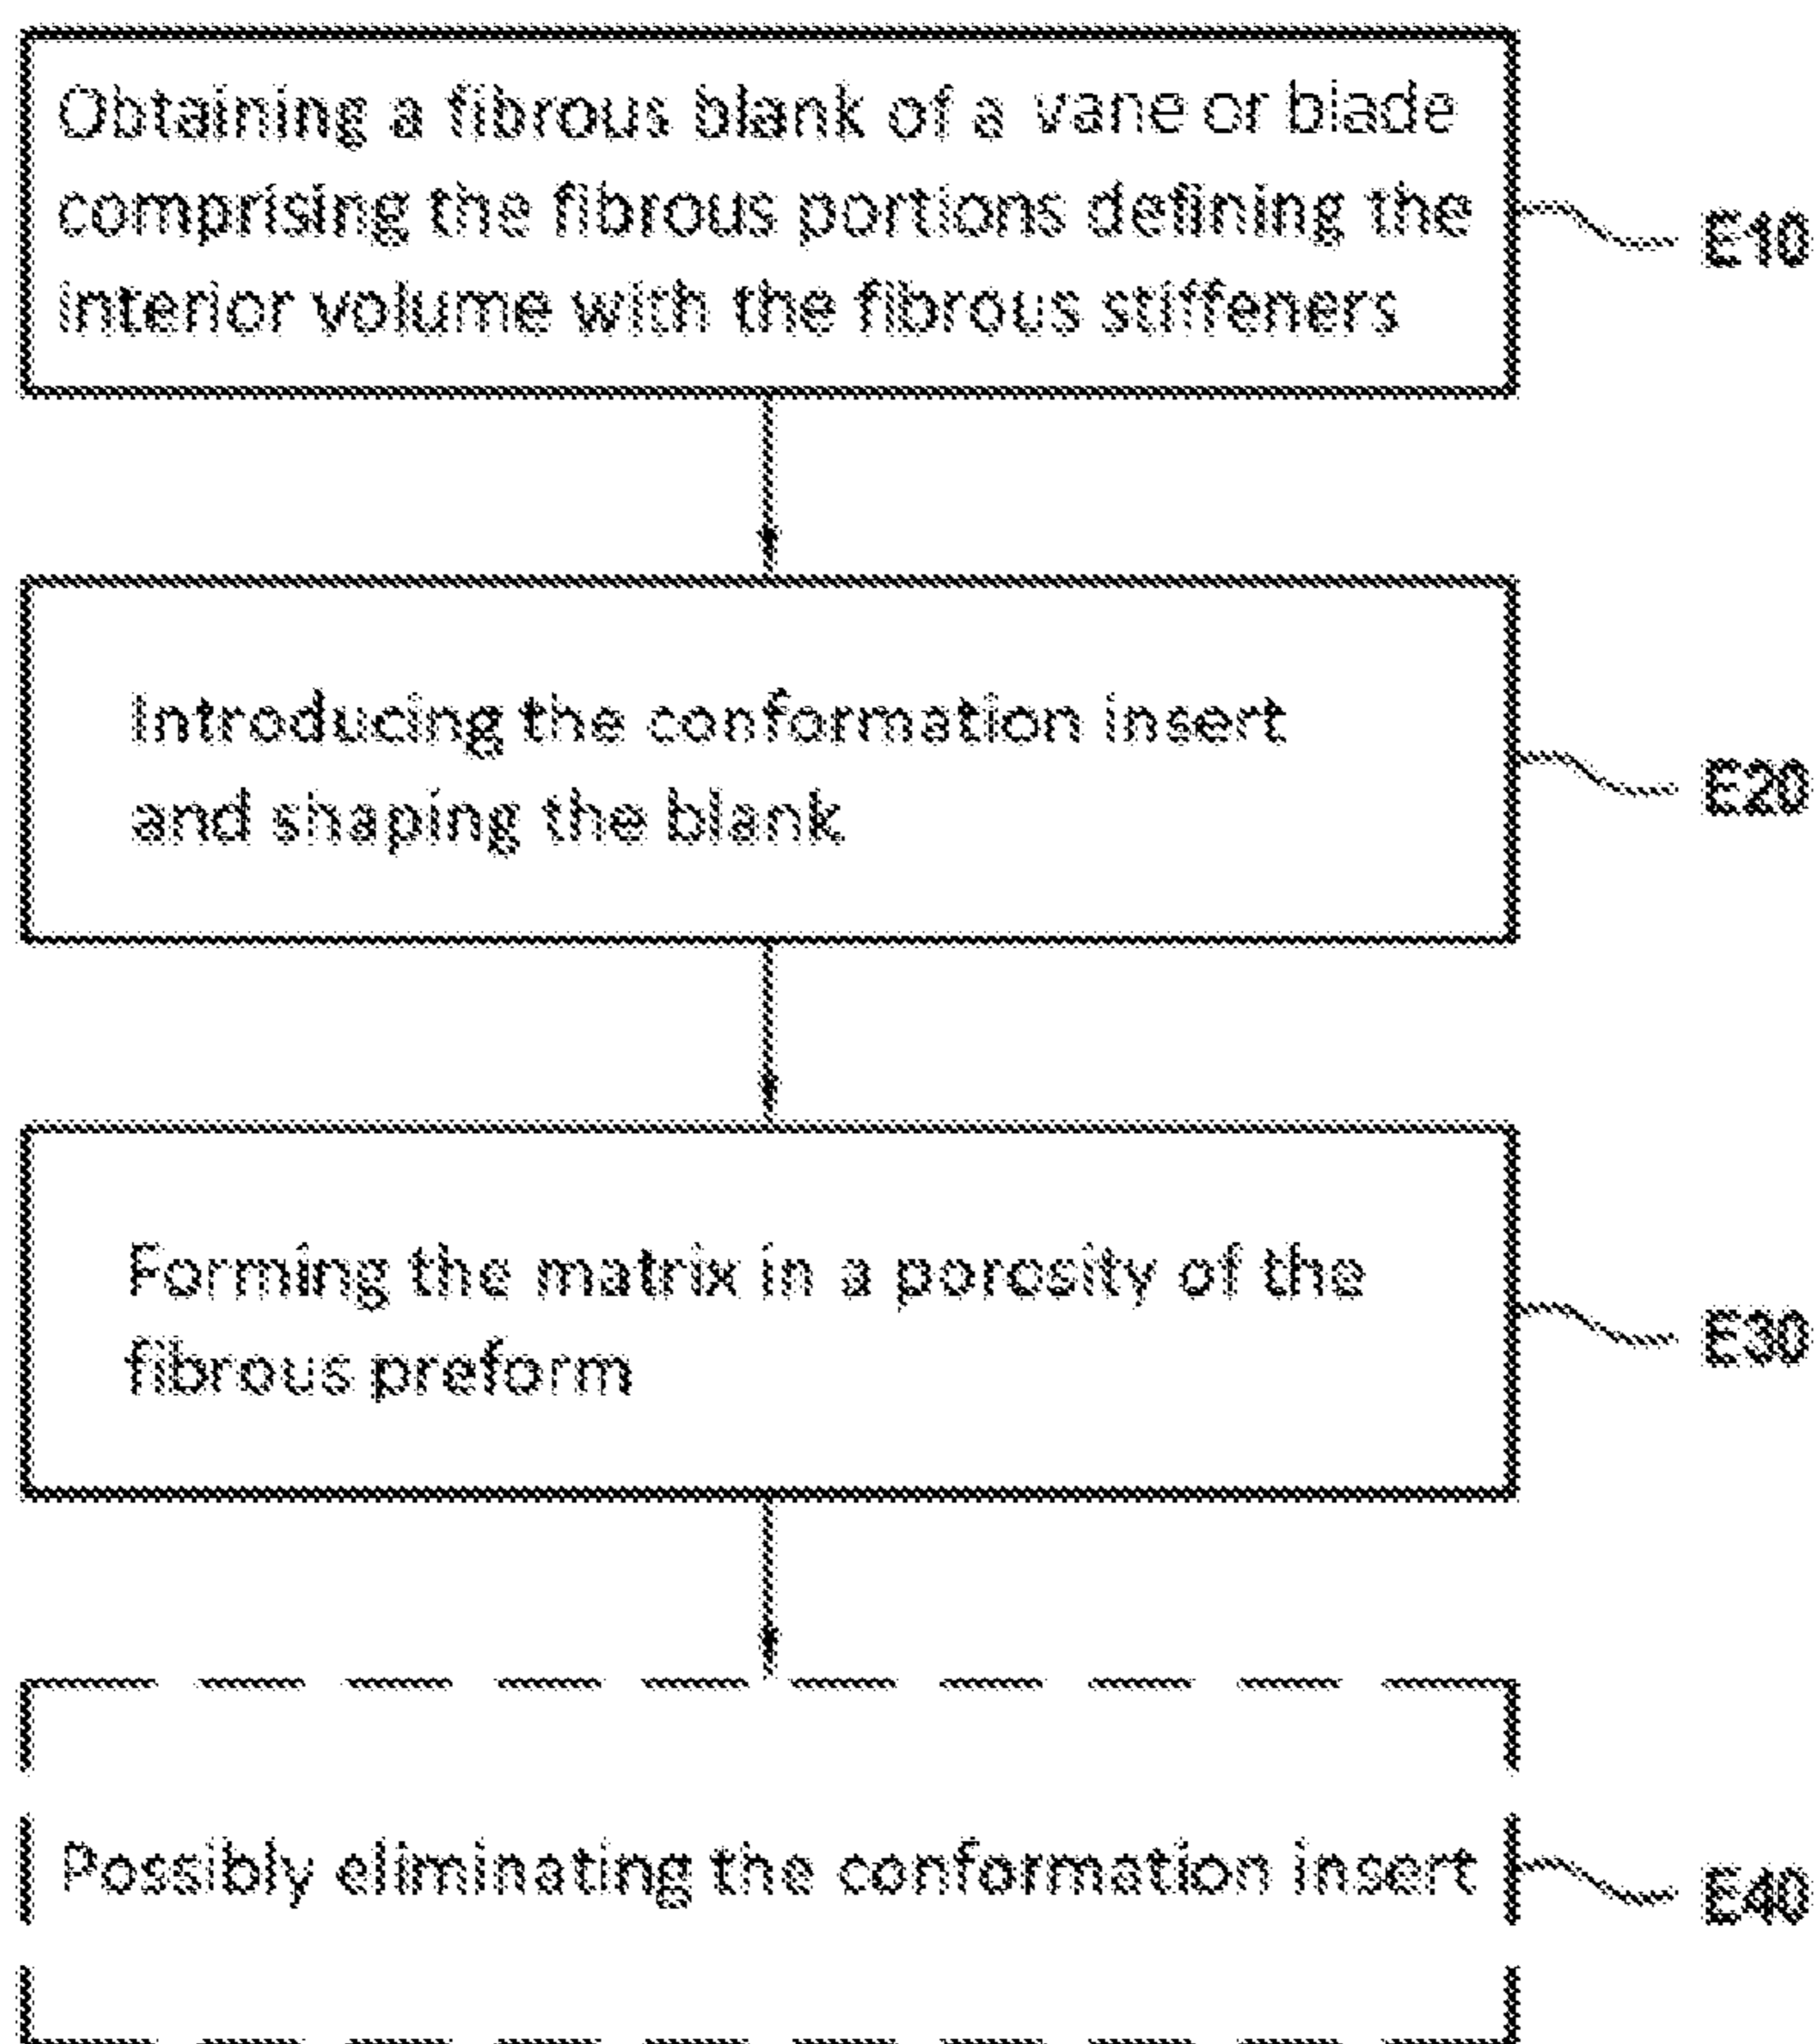 Obtaining a fibrous blank of a vane or blade
comprising the fibrous portions defining the
interior volume with the fibrous stiffeners
E10
Introducing the conformation insert
and shaping the blank
E20
Forming the matrix in a porosity of the
fibrous preform
E30
Possibly eliminating the conformation insert
E40